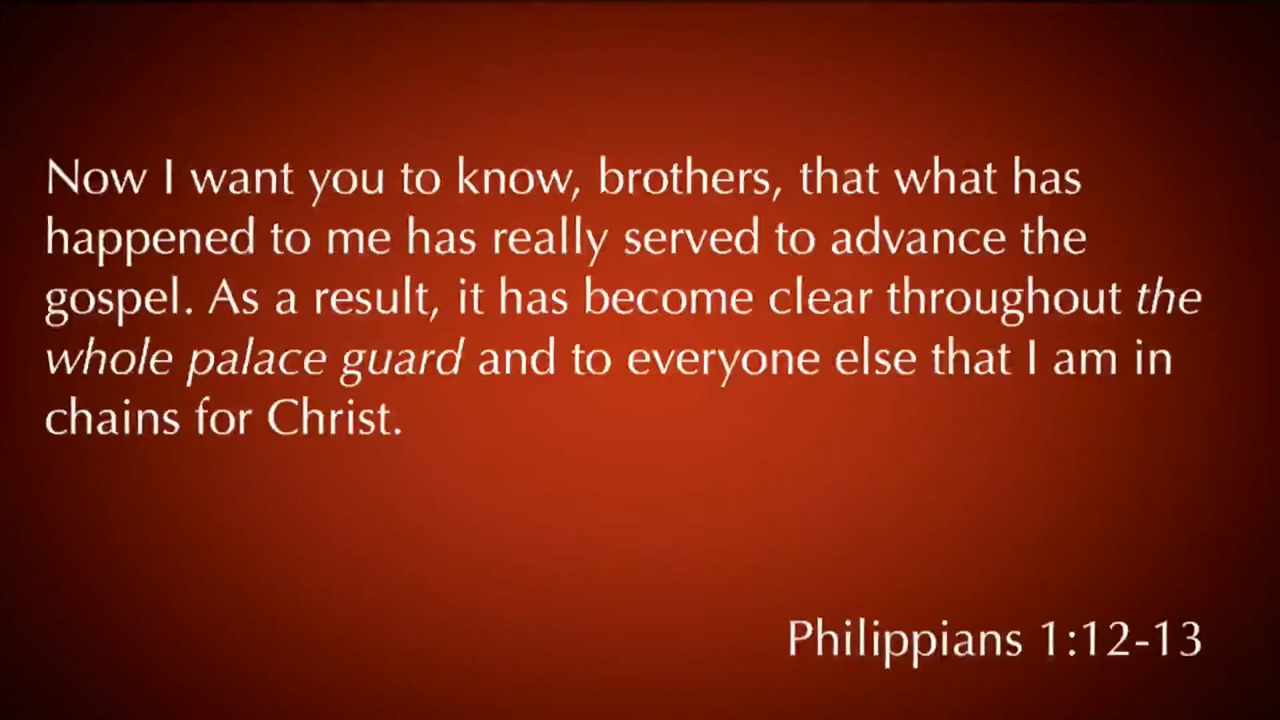 Now I want you to know, brothers, that what has
happened to me has really served to advance the
gospel. As a result, it has become clear throughout the
whole palace guard and to everyone else that I am in
chains for Christ.
Philippians 1:12-13